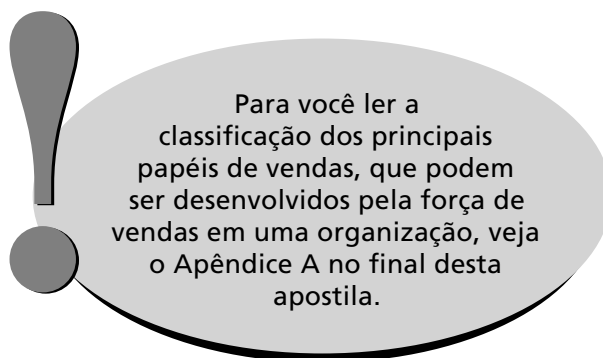 Para você ler a
classificação dos principais
papéis de vendas, que podem
ser desenvolvidos pela força de
vendas em uma organização, veja
o Apêndice A no final desta
apostila.